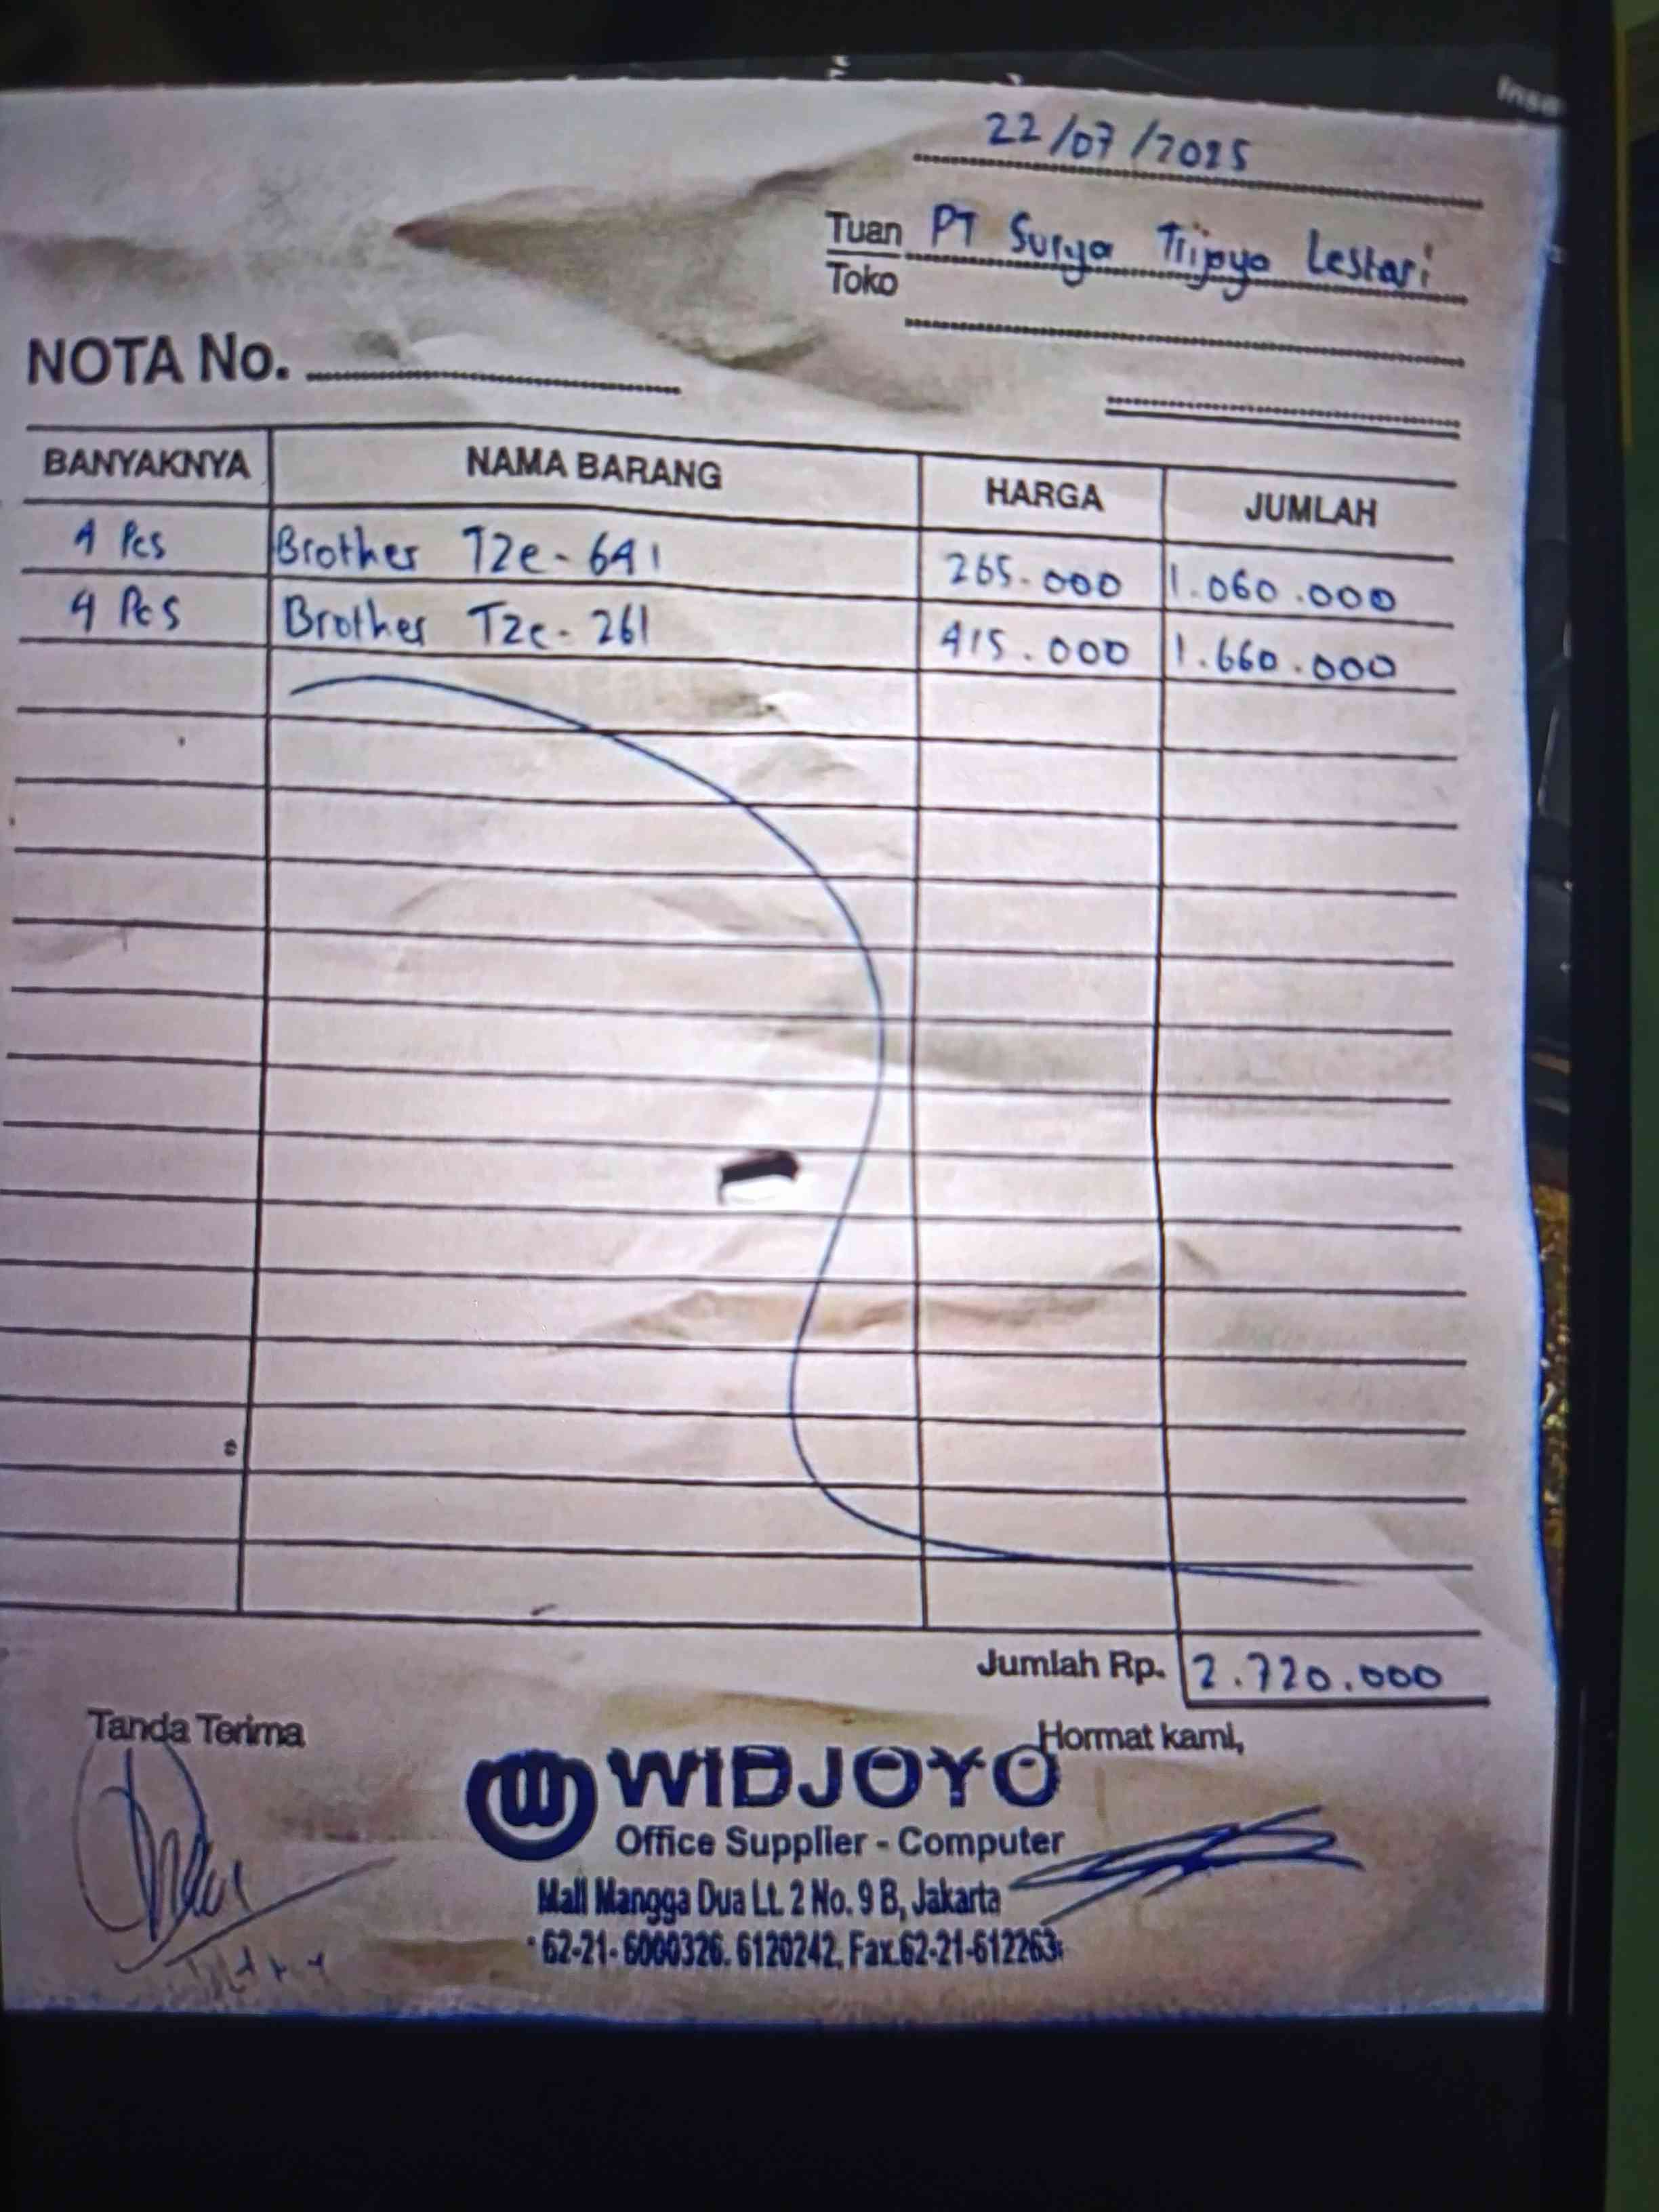 Inse
22/07/2025
Tuan PT Surya Trijaya Lestari
Toko
NOTA No.
BANYAKNYA NAMA BARANG HARGA JUMLAH
4 Pcs Brother TZe-641 265.000 1.060.000
4 Pcs Brother TZe-261 415.000 1.660.000
Jumlah Rp. 2.720.000
Tanda Terima Hormat kami,
WIDJOYO
Office Supplier - Computer
Mall Mangga Dua Lt. 2 No. 9 B, Jakarta
62-21-6000326. 6120242, Fax.62-21-612263